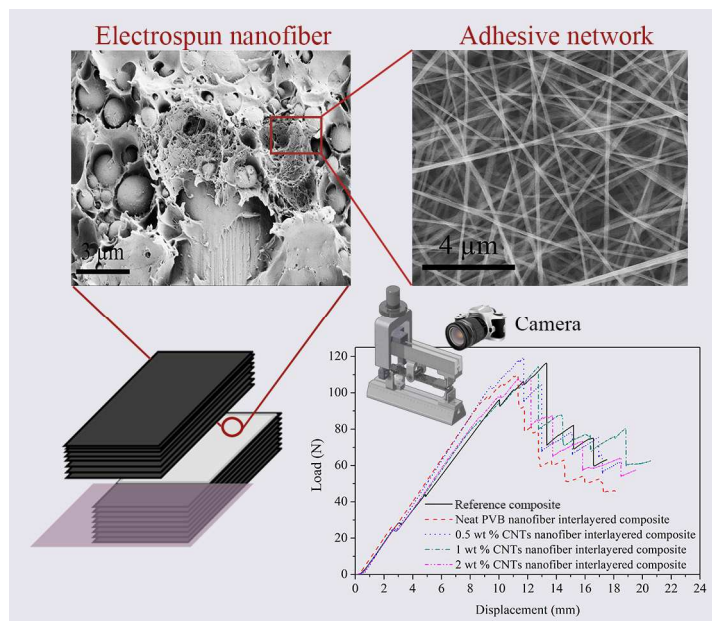 Electrospun nanofiber
Adhesive network
3 μm
4 μm
Camera
120
100
80
60
40
20
0
Load (N)
Reference composite
Neat PVB nanofiber interlayered composite
0.5 wt % CNTs nanofiber interlayered composite
1 wt % CNTs nanofiber interlayered composite
2 wt % CNTs nanofiber interlayered composite
0 2 4 6 8 10 12 14 16 18 20 22 24
Displacement (mm)